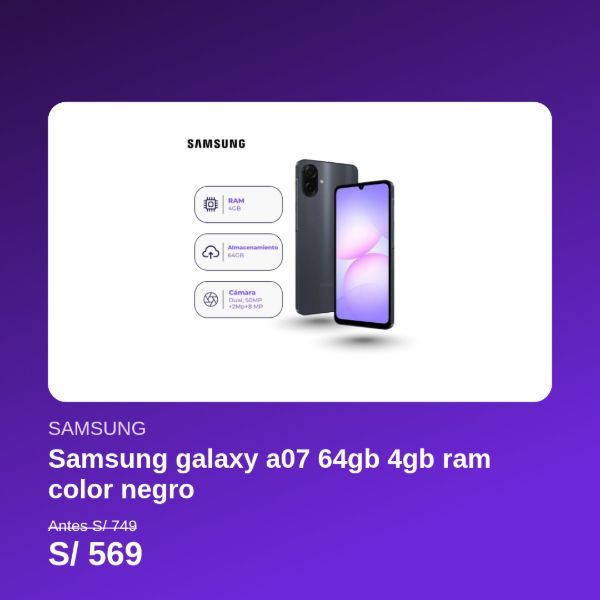 SAMSUNG
RAM
4GB
Almacenamiento
64GB
Cámara
Dual, 50MP
+2Mp+8 MP
SAMSUNG
Samsung galaxy a07 64gb 4gb ram
color negro
Antes S/ 749
S/ 569